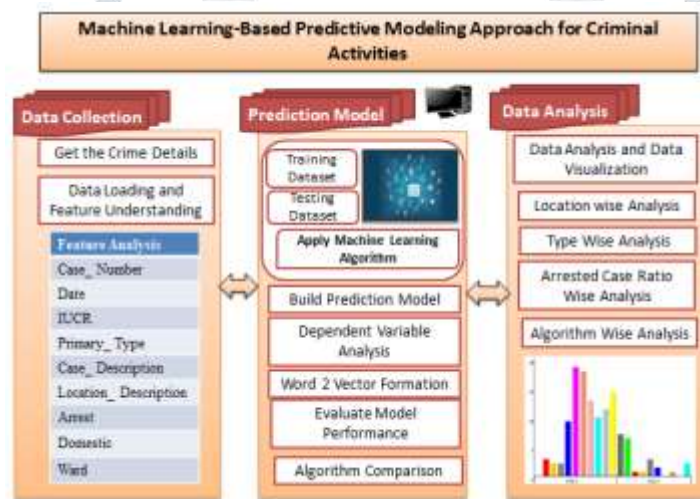 Machine Learning-Based Predictive Modeling Approach for Criminal
Activities
Data Collection
Get the Crime Details
Data Loading and
Feature Understanding
Feature Analysis
Case_ Number
Date
IUCR
Primary_ Type
Case_ Description
Location_ Description
Arrest
Domestic
Ward
Prediction Model
Training
Dataset
Testing
Dataset
Apply Machine Learning
Algorithm
Build Prediction Model
Dependent Variable
Analysis
Word 2 Vector Formation
Evaluate Model
Performance
Algorithm Comparison
Data Analysis
Data Analysis and Data
Visualization
Location wise Analysis
Type Wise Analysis
Arrested Case Ratio
Wise Analysis
Algorithm Wise Analysis